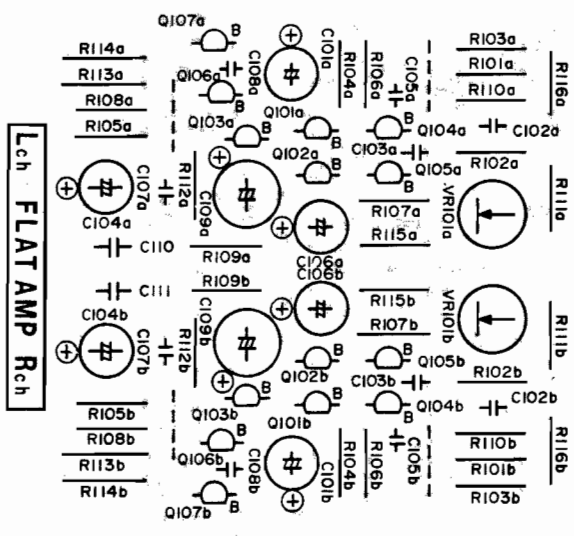 Q107a
B
R114a
R113a
R108a
R105a
Q106a
B
C108a
C101a
R104a
R106a
C105a
R103a
R101a
R110a
R116a
Q103a
B
Q101a
B
B
Q104a
C102a
C103a
Q102a
B
B
Q105a
R102a
C107a
R112a
C109a
R107a
R115a
VR101a
R111a
C104a
C110
R109a
C106a
Lch FLAT AMP Rch
C111
R109b
C106b
C104b
C107b
R112b
C109b
R115b
R107b
VR101b
R111b
B
B
Q105b
Q102b
C103b
R102b
B
Q103b
B
B
Q104b
C102b
Q101b
R105b
R108b
R113b
R114b
B
Q106b
C108b
C101b
R104b
R106b
C105b
R110b
R101b
R103b
R116b
B
Q107b